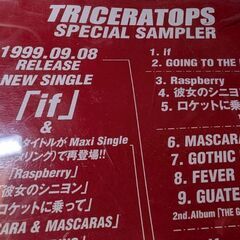 TRICERATOPS
SPECIAL SAMPLER
1999.09.08
RELEASE
NEW SINGLE
「if」
&
タイトルが Maxi Single
タリング)で再登場!!
「Raspberry」
「彼女のシニヨン」
ロケットに乗って」
CARA & MASCARAS」
1. if
2. GOING TO THE
3. Raspberry
4. 彼女のシニヨ
5. ロケットに乗
6. MASCARA
7. GOTHIC
8. FEVER
9. GUATE
2nd. Album「THE G